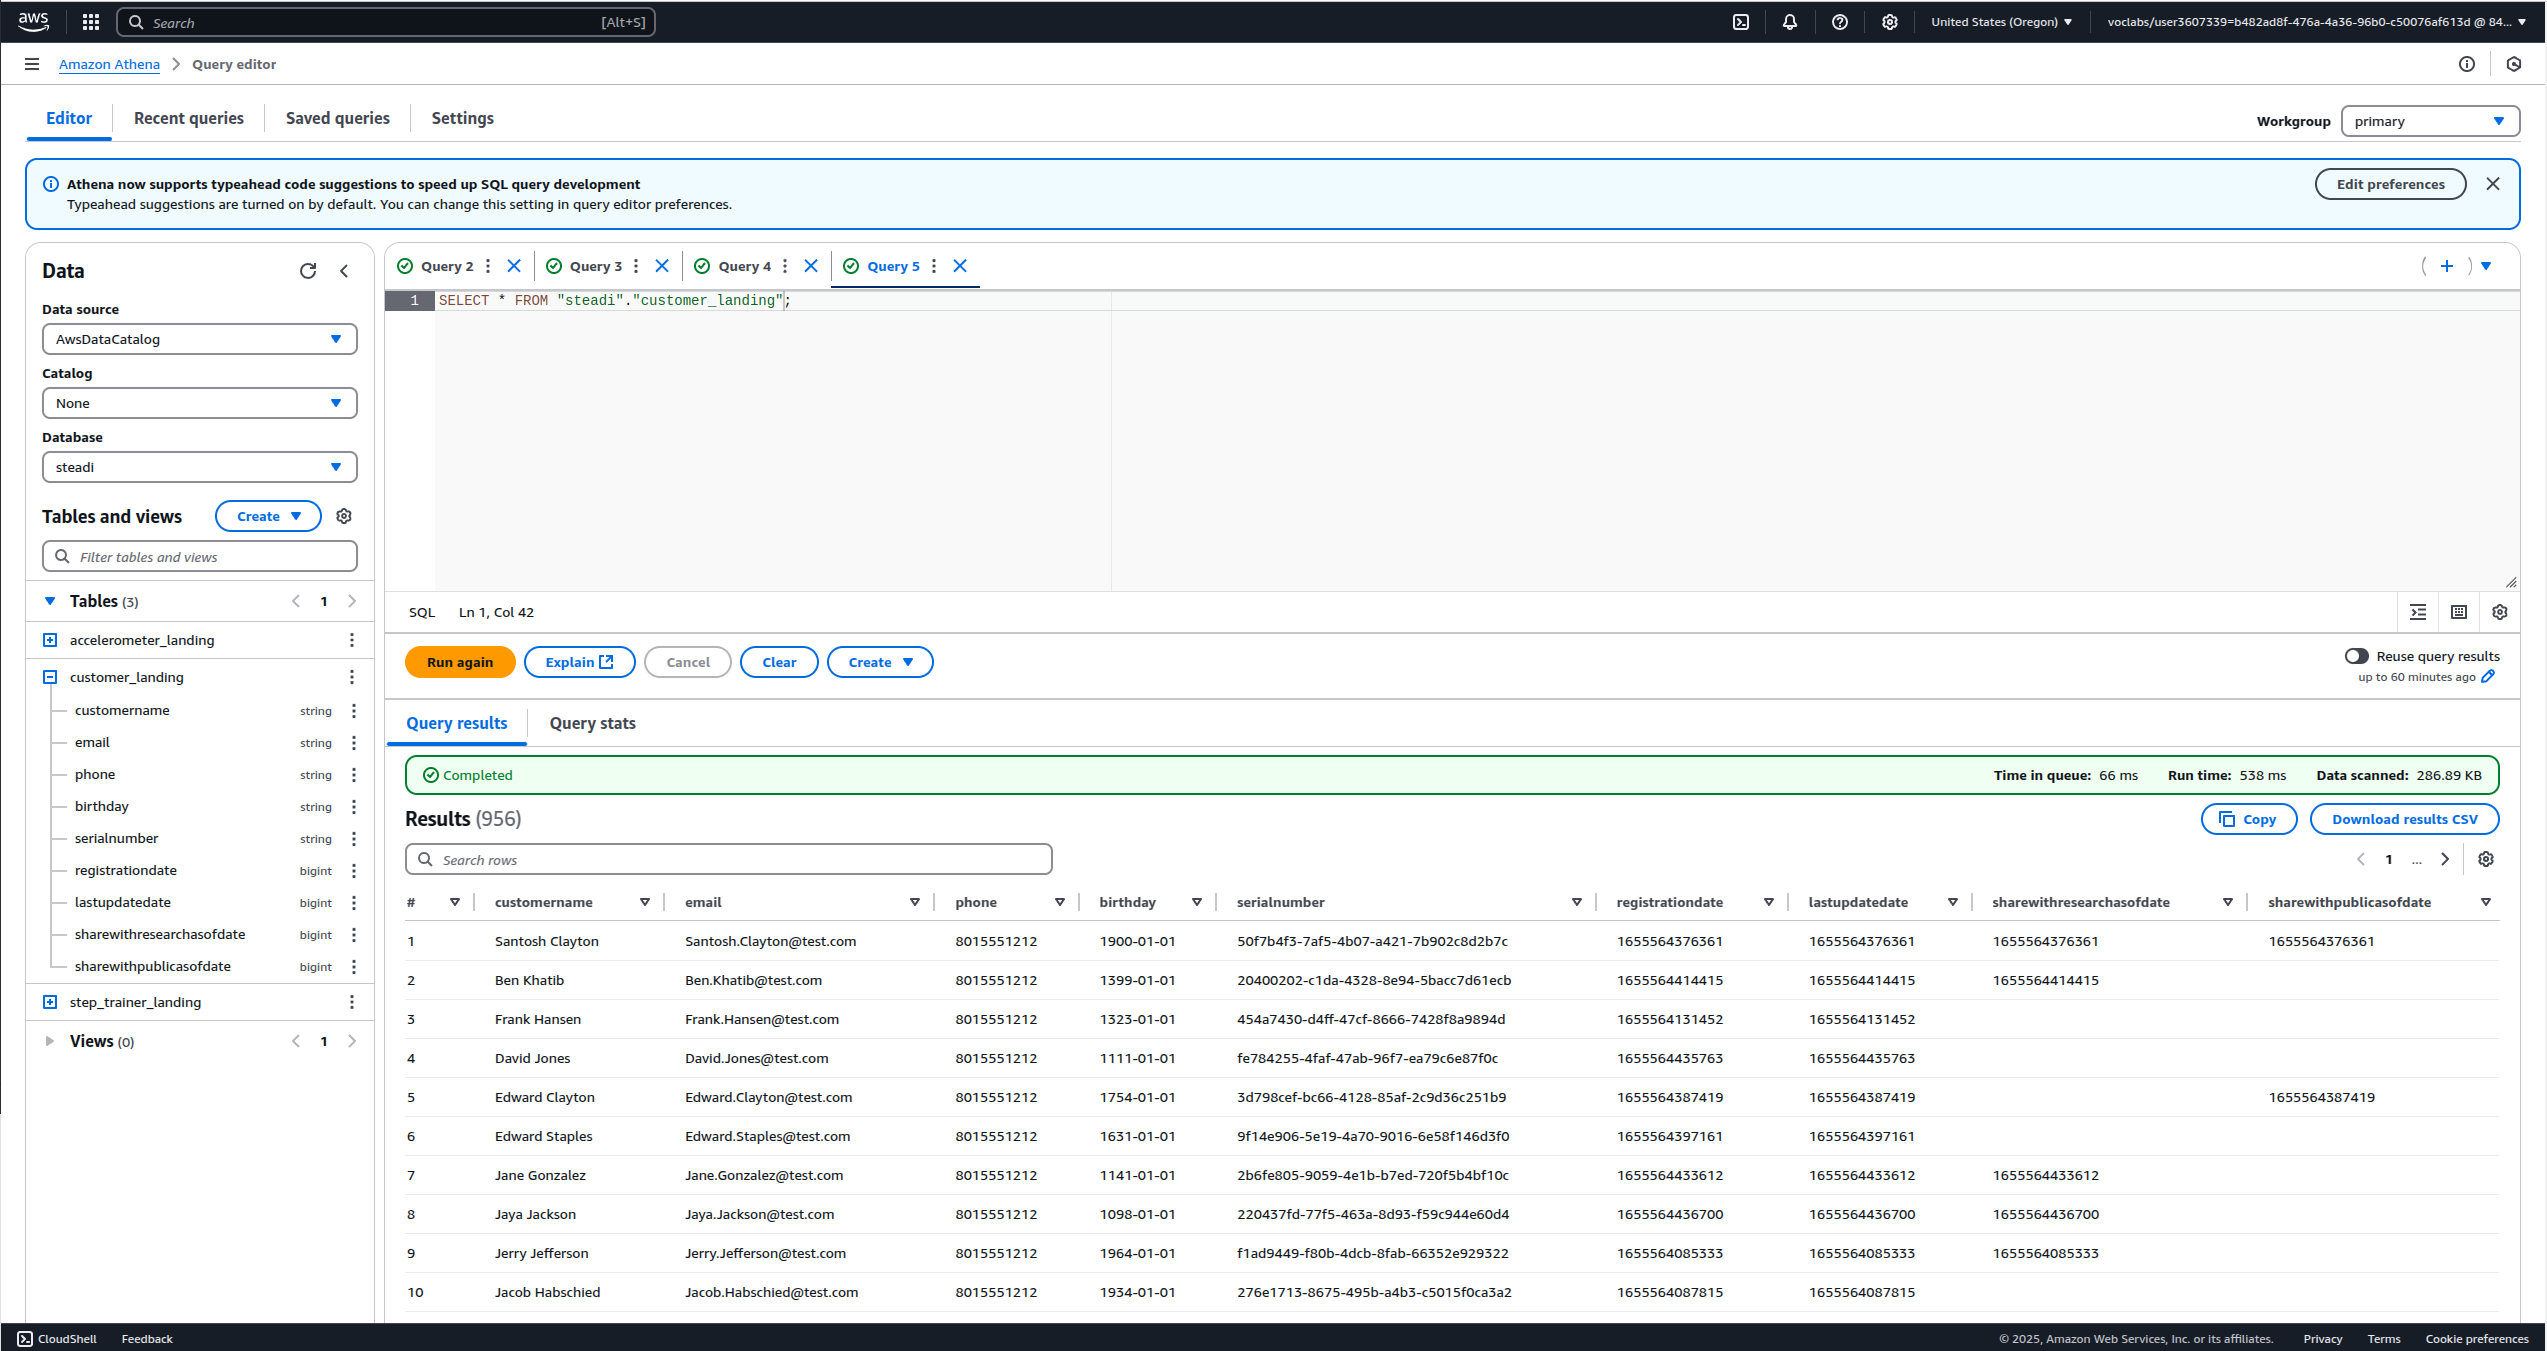 aws Search [Alt+S] United States (Oregon) voclabs/user3607339=b482ad8f-476a-4a36-96b0-c50076af613d @ 84...
Amazon Athena > Query editor
Editor Recent queries Saved queries Settings Workgroup primary
Athena now supports typeahead code suggestions to speed up SQL query development
Typeahead suggestions are turned on by default. You can change this setting in query editor preferences.
Edit preferences
Data
Data source
AwsDataCatalog
Catalog
None
Database
steadi
Tables and views Create
Filter tables and views
Tables (3) 1
accelerometer_landing
customer_landing
customername string
email string
phone string
birthday string
serialnumber string
registrationdate bigint
lastupdatedate bigint
sharewithresearchasofdate bigint
sharewithpublicasofdate bigint
step_trainer_landing
Views (0) 1
Query 2 Query 3 Query 4 Query 5
1 SELECT * FROM "steadi"."customer_landing";
SQL Ln 1, Col 42
Run again Explain Cancel Clear Create
Reuse query results
up to 60 minutes ago
Query results Query stats
Completed Time in queue: 66 ms Run time: 538 ms Data scanned: 286.89 KB
Results (956) Copy Download results CSV
Search rows 1 ...
# customername email phone birthday serialnumber registrationdate lastupdatedate sharewithresearchasofdate sharewithpublicasofdate
1 Santosh Clayton Santosh.Clayton@test.com 8015551212 1900-01-01 50f7b4f3-7af5-4b07-a421-7b902c8d2b7c 1655564376361 1655564376361 1655564376361 1655564376361
2 Ben Khatib Ben.Khatib@test.com 8015551212 1399-01-01 20400202-c1da-4328-8e94-5bacc7d61ecb 1655564414415 1655564414415 1655564414415
3 Frank Hansen Frank.Hansen@test.com 8015551212 1323-01-01 454a7430-d4ff-47cf-8666-7428f8a9894d 1655564131452 1655564131452
4 David Jones David.Jones@test.com 8015551212 1111-01-01 fe784255-4faf-47ab-96f7-ea79c6e87f0c 1655564435763 1655564435763
5 Edward Clayton Edward.Clayton@test.com 8015551212 1754-01-01 3d798cef-bc66-4128-85af-2c9d36c251b9 1655564387419 1655564387419 1655564387419
6 Edward Staples Edward.Staples@test.com 8015551212 1631-01-01 9f14e906-5e19-4a70-9016-6e58f146d3f0 1655564397161 1655564397161
7 Jane Gonzalez Jane.Gonzalez@test.com 8015551212 1141-01-01 2b6fe805-9059-4e1b-b7ed-720f5b4bf10c 1655564433612 1655564433612 1655564433612
8 Jaya Jackson Jaya.Jackson@test.com 8015551212 1098-01-01 220437fd-77f5-463a-8d93-f59c944e60d4 1655564436700 1655564436700 1655564436700
9 Jerry Jefferson Jerry.Jefferson@test.com 8015551212 1964-01-01 f1ad9449-f80b-4dcb-8fab-66352e929322 1655564085333 1655564085333 1655564085333
10 Jacob Habschied Jacob.Habschied@test.com 8015551212 1934-01-01 276e1713-8675-495b-a4b3-c5015f0ca3a2 1655564087815 1655564087815
CloudShell Feedback © 2025, Amazon Web Services, Inc. or its affiliates. Privacy Terms Cookie preferences